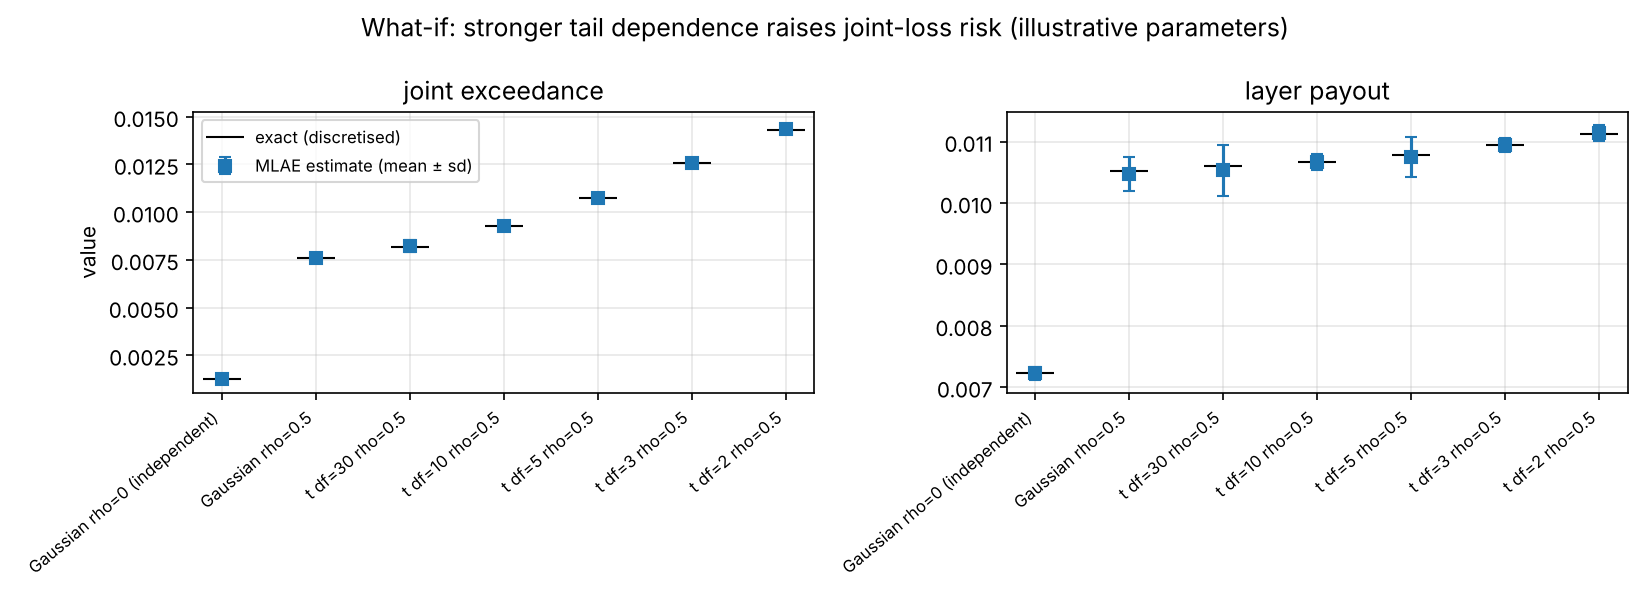 What-if: stronger tail dependence raises joint-loss risk (illustrative parameters)
joint exceedance
value
0.0150
0.0125
0.0100
0.0075
0.0050
0.0025
exact (discretised)
MLAE estimate (mean ± sd)
Gaussian rho=0 (independent)
Gaussian rho=0.5
t df=30 rho=0.5
t df=10 rho=0.5
t df=5 rho=0.5
t df=3 rho=0.5
t df=2 rho=0.5
layer payout
0.011
0.010
0.009
0.008
0.007
Gaussian rho=0 (independent)
Gaussian rho=0.5
t df=30 rho=0.5
t df=10 rho=0.5
t df=5 rho=0.5
t df=3 rho=0.5
t df=2 rho=0.5